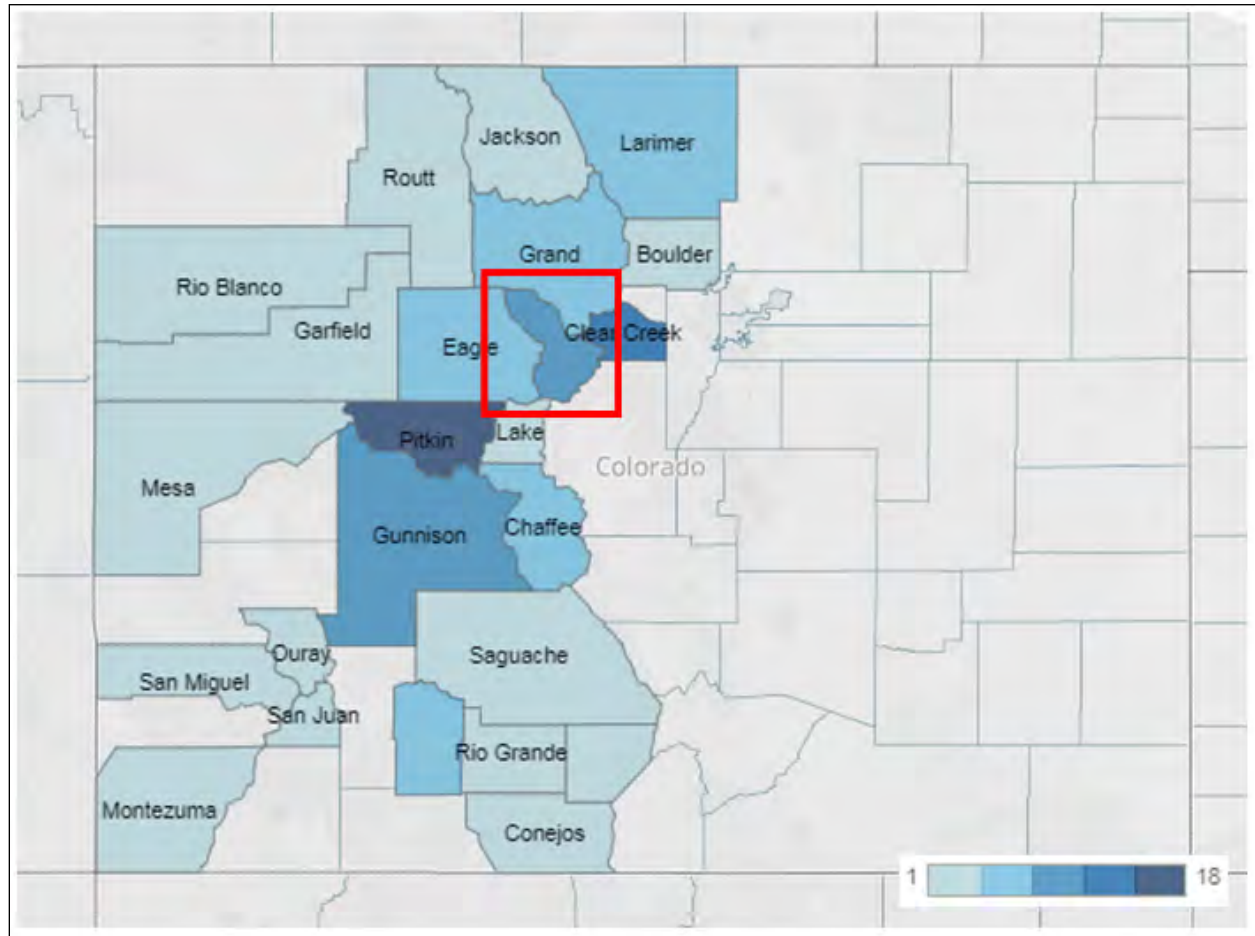 Jackson
Larimer
Routt
Grand
Boulder
Rio Blanco
Garfield
Eagle
Clear Creek
Pitkin
Lake
Colorado
Mesa
Gunnison
Chaffee
Ouray
Saguache
San Miguel
San Juan
Rio Grande
Montezuma
Conejos
1 18